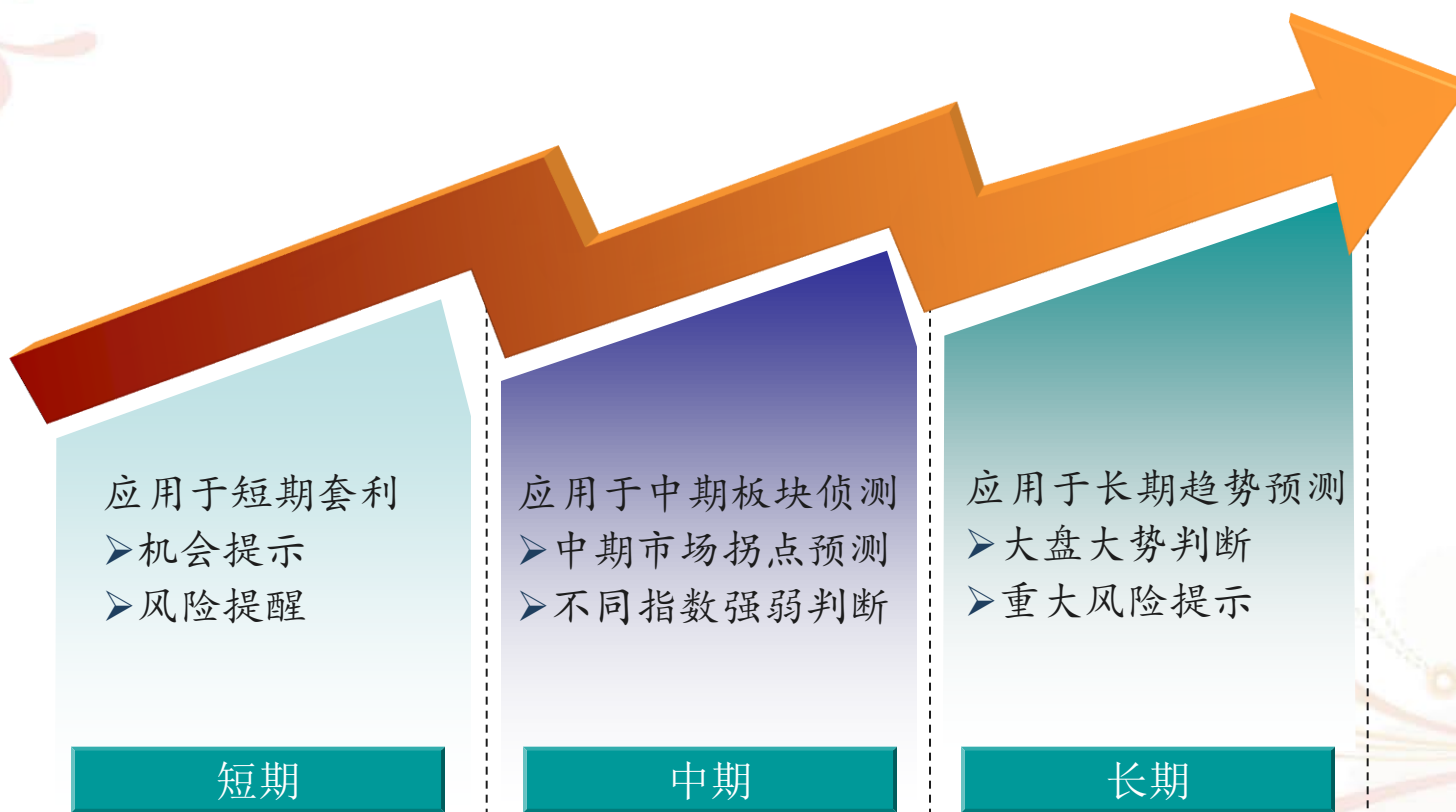 应用于短期套利
➢机会提示
➢风险提醒
短期
应用于中期板块侦测
➢中期市场拐点预测
➢不同指数强弱判断
中期
应用于长期趋势预测
➢大盘大势判断
➢重大风险提示
长期